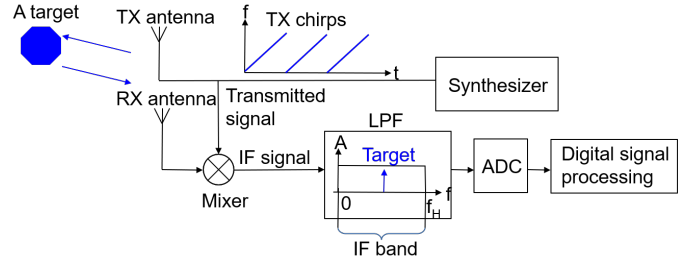 A target
TX antenna
f
TX chirps
t
Synthesizer
RX antenna
Transmitted
signal
LPF
A
Target
IF signal
ADC
Digital signal
processing
Mixer
0
f
fH
IF band